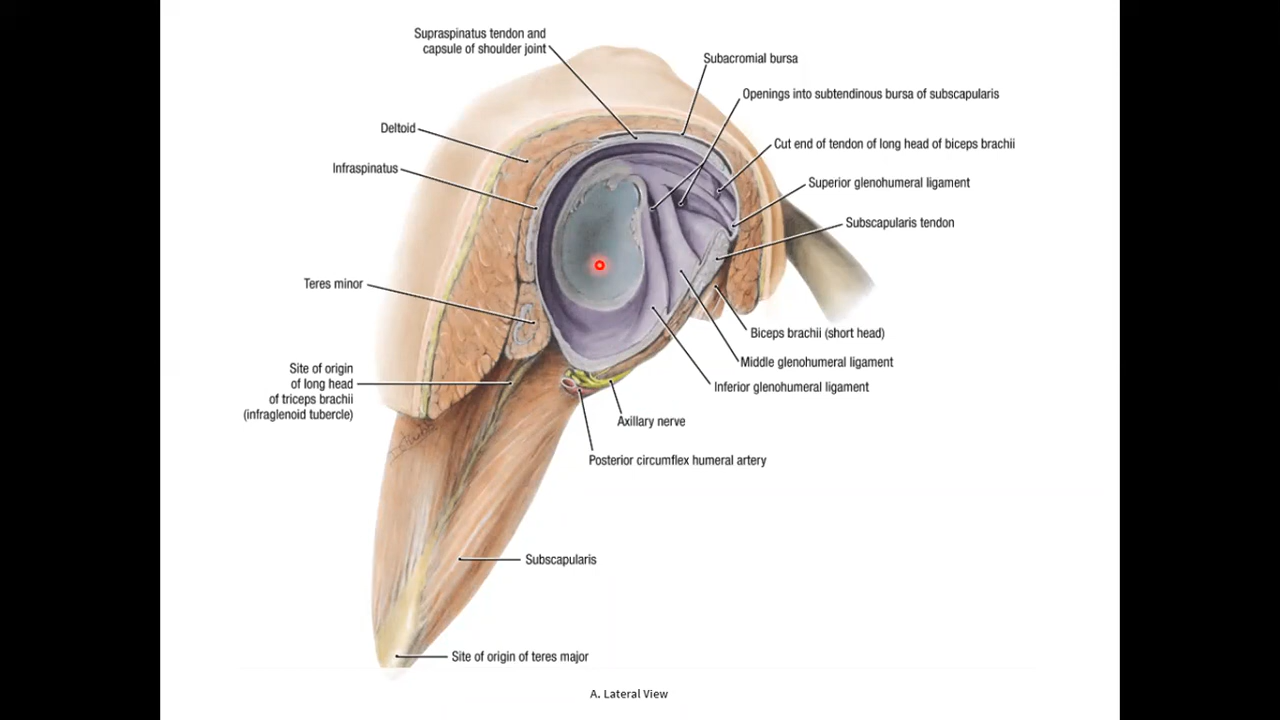 Supraspinatus tendon and
capsule of shoulder joint
Subacromial bursa
Openings into subtendinous bursa of subscapularis
Deltoid
Cut end of tendon of long head of biceps brachii
Infraspinatus
Superior glenohumeral ligament
Subscapularis tendon
Teres minor
Biceps brachii (short head)
Middle glenohumeral ligament
Site of origin
of long head
of triceps brachii
(infraglenoid tubercle)
Inferior glenohumeral ligament
Axillary nerve
Posterior circumflex humeral artery
Subscapularis
Site of origin of teres major
A. Lateral View